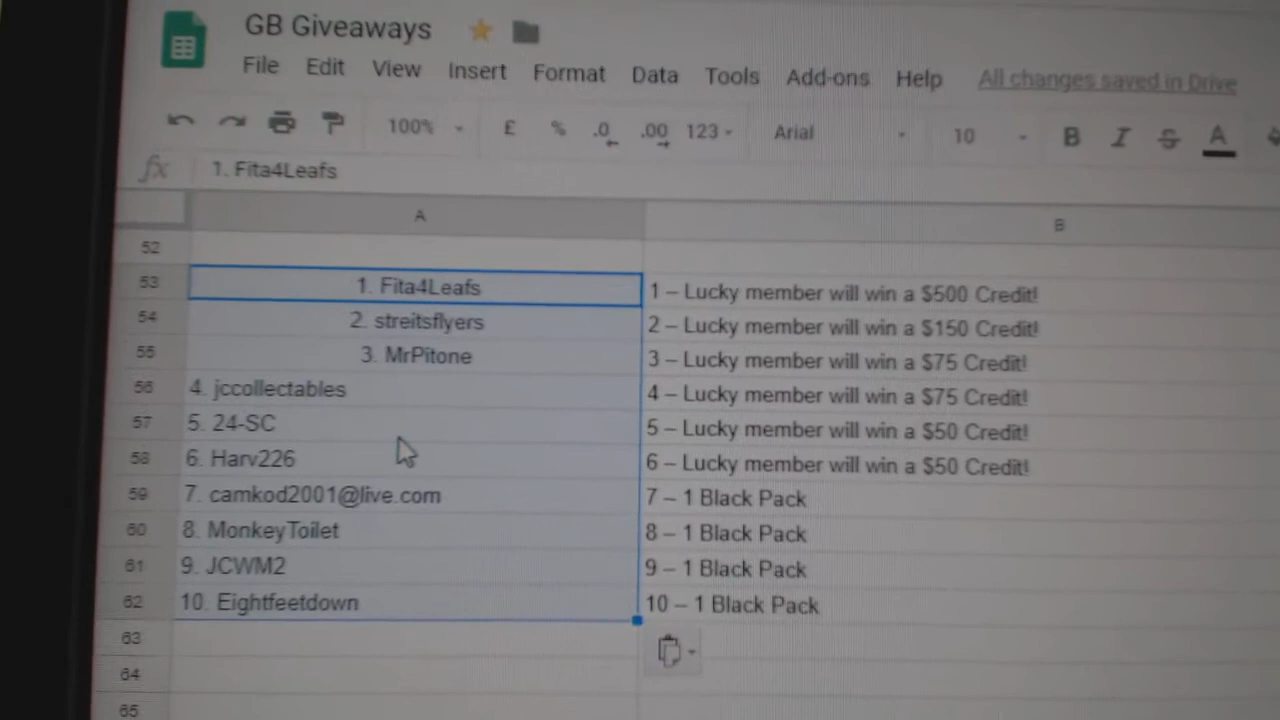 GB Giveaways
File Edit View Insert Format Data Tools Add-ons Help All changes saved in Drive
100% £ % .0 .00 123 Arial 10 B I S A
fx 1. Fita4Leafs
A B
52
53 1. Fita4Leafs 1 – Lucky member will win a $500 Credit!
54 2. streitsflyers 2 – Lucky member will win a $150 Credit!
55 3. MrPitone 3 – Lucky member will win a $75 Credit!
56 4. jccollectables 4 – Lucky member will win a $75 Credit!
57 5. 24-SC 5 – Lucky member will win a $50 Credit!
58 6. Harv226 6 – Lucky member will win a $50 Credit!
59 7. camkod2001@live.com 7 – 1 Black Pack
60 8. MonkeyToilet 8 – 1 Black Pack
61 9. JCWM2 9 – 1 Black Pack
62 10. Eightfeetdown 10 – 1 Black Pack
63
64
65